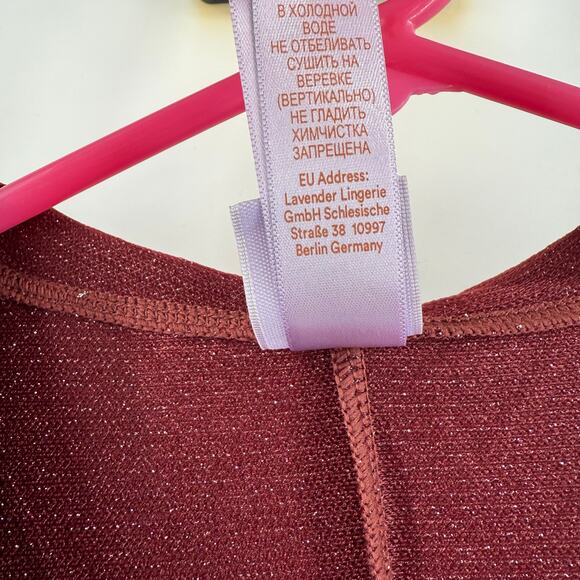 В ХОЛОДНОЙ
ВОДЕ
НЕ ОТБЕЛИВАТЬ
СУШИТЬ НА
ВЕРЕВКЕ
(ВЕРТИКАЛЬНО)
НЕ ГЛАДИТЬ
ХИМЧИСТКА
ЗАПРЕЩЕНА
EU Address:
Lavender Lingerie
GmbH Schlesische
Straße 38 10997
Berlin Germany